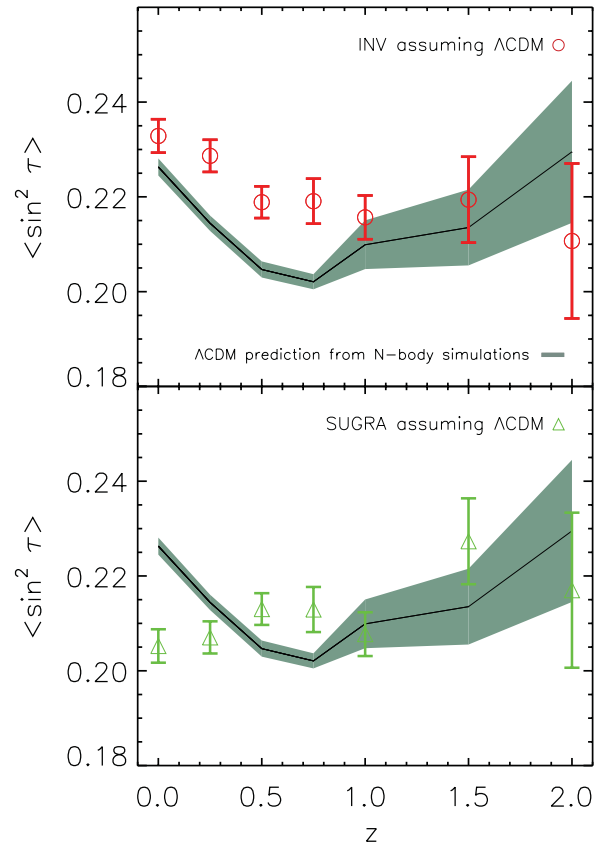 INV assuming ΛCDM
0.24
0.22
0.20
0.18
<sin² τ>
ΛCDM prediction from N-body simulations
SUGRA assuming ΛCDM
0.24
0.22
0.20
0.18
<sin² τ>
0.0 0.5 1.0 1.5 2.0
z